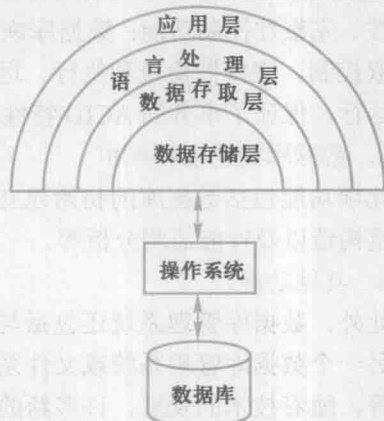 应用层
语言处理层
数据存取层
数据存储层
操作系统
数据库